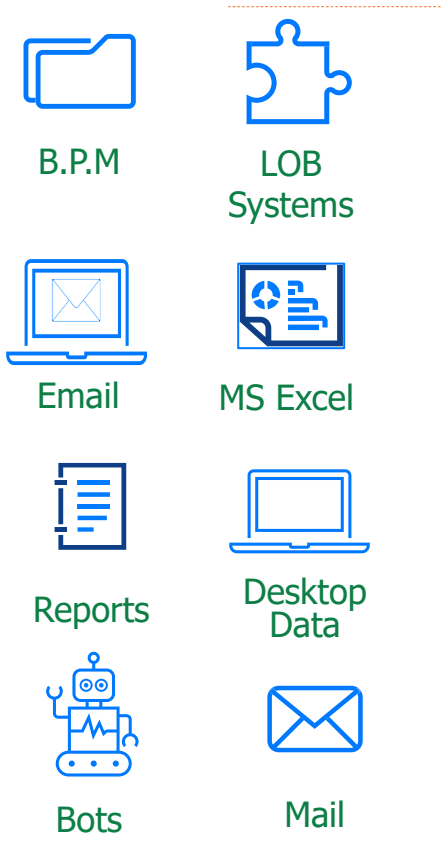 B.P.M
LOB
Systems
Email
MS Excel
Reports
Desktop
Data
Bots
Mail